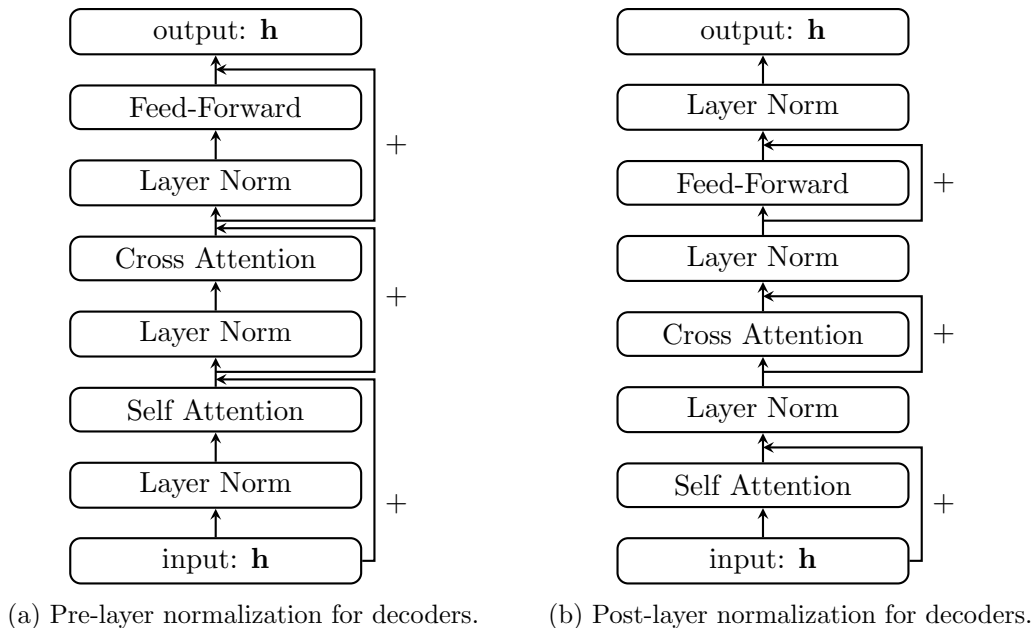 output: h
Feed-Forward
+
Layer Norm
Cross Attention
+
Layer Norm
Self Attention
Layer Norm
+
input: h
(a) Pre-layer normalization for decoders.
output: h
Layer Norm
Feed-Forward
+
Layer Norm
Cross Attention
+
Layer Norm
Self Attention
+
input: h
(b) Post-layer normalization for decoders.